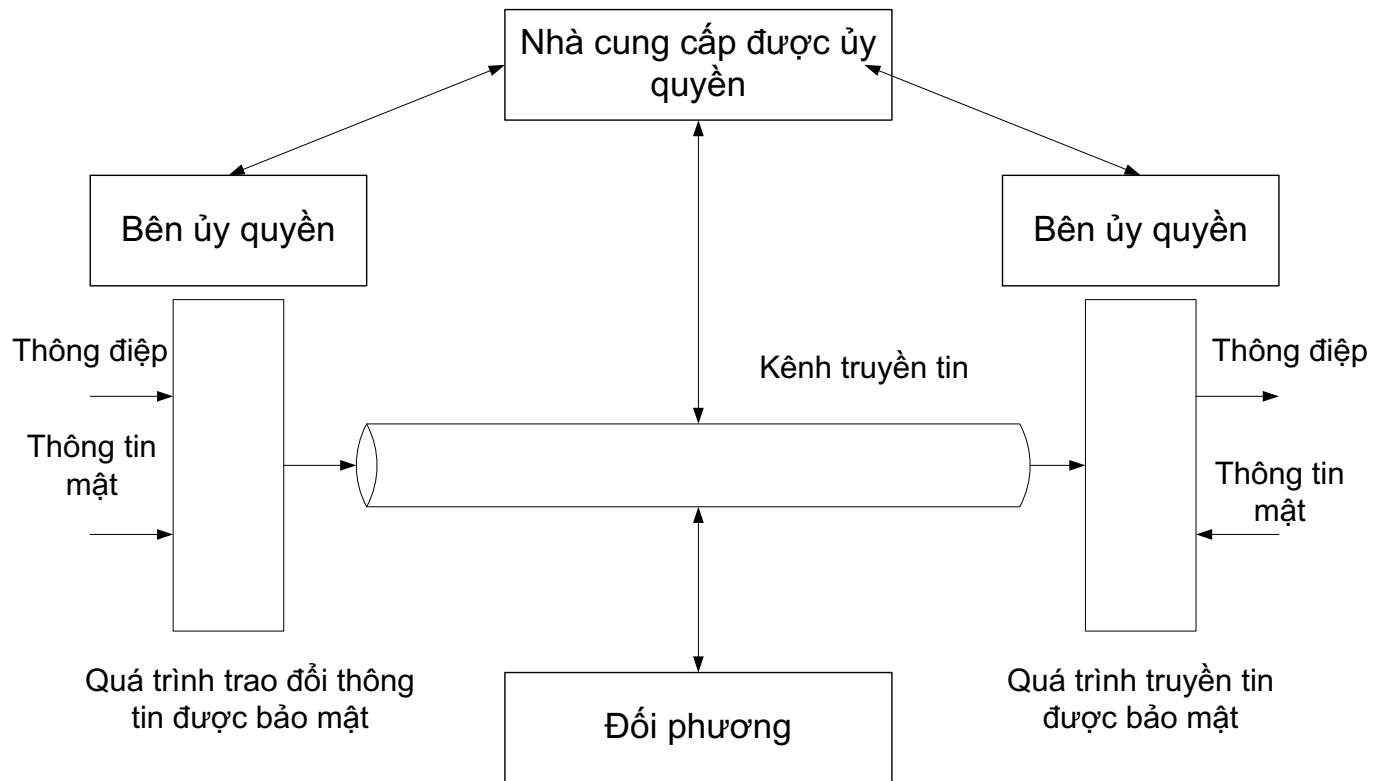 Nhà cung cấp được ủy
quyền
Bên ủy quyền
Bên ủy quyền
Thông điệp
Kênh truyền tin
Thông điệp
Thông tin
mật
Thông tin
mật
Quá trình trao đổi thông
tin được bảo mật
Quá trình truyền tin
được bảo mật
Đối phương